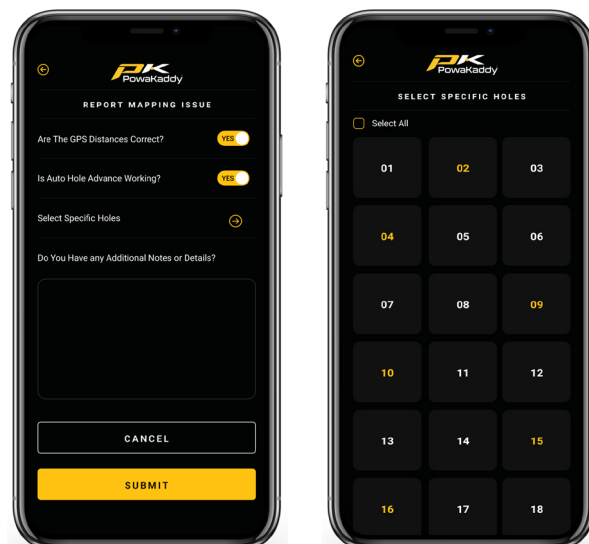 PK
PowaKaddy
REPORT MAPPING ISSUE
Are The GPS Distances Correct?
YES
Is Auto Hole Advance Working?
YES
Select Specific Holes
Do You Have any Additional Notes or Details?
CANCEL
SUBMIT
PK
PowaKaddy
SELECT SPECIFIC HOLES
Select All
01 02 03
04 05 06
07 08 09
10 11 12
13 14 15
16 17 18